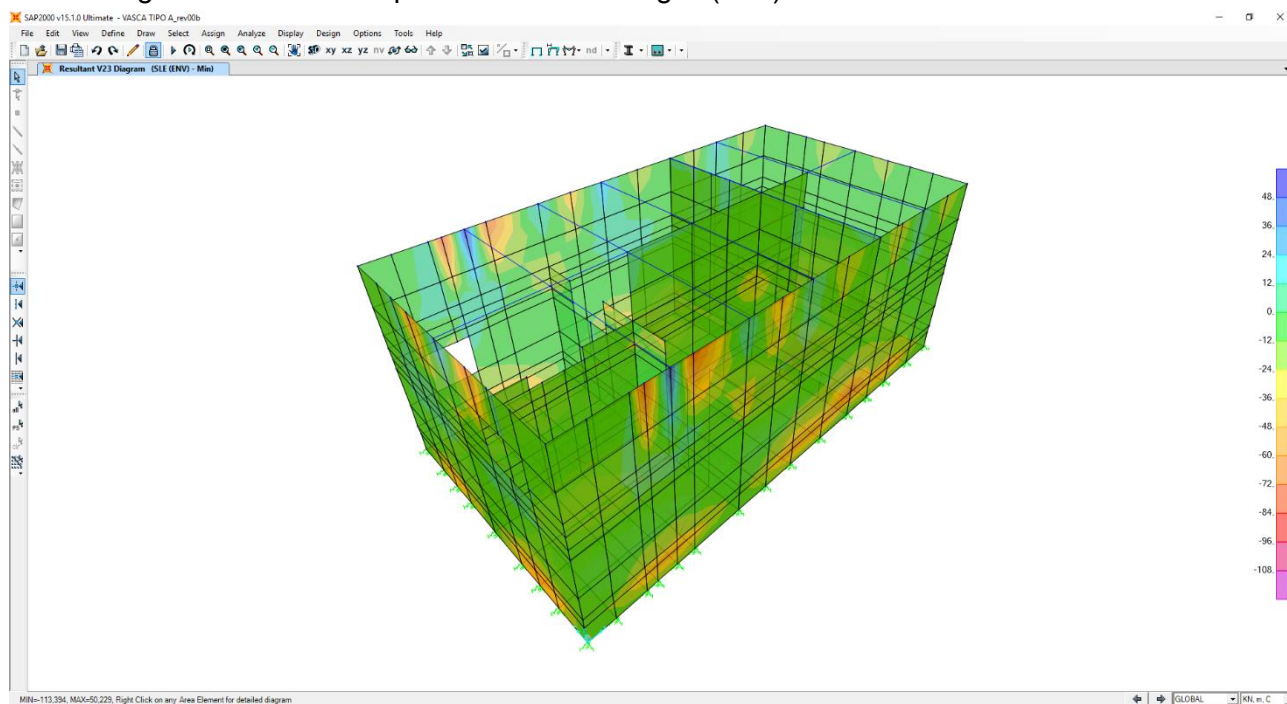 SAP2000 v15.1.0 Ultimate - VASCA TIPO A_rev00b
File Edit View Define Draw Select Assign Analyze Display Design Options Tools Help
xy xz yz nv
nd
Resultant V23 Diagram (SLE (ENV) - Min)
48.
36.
24.
12.
0.
-12.
-24.
-36.
-48.
-60.
-72.
-84.
-96.
-108.
MIN=-113,394, MAX=50,229, Right Click on any Area Element for detailed diagram
GLOBAL
KN, m, C